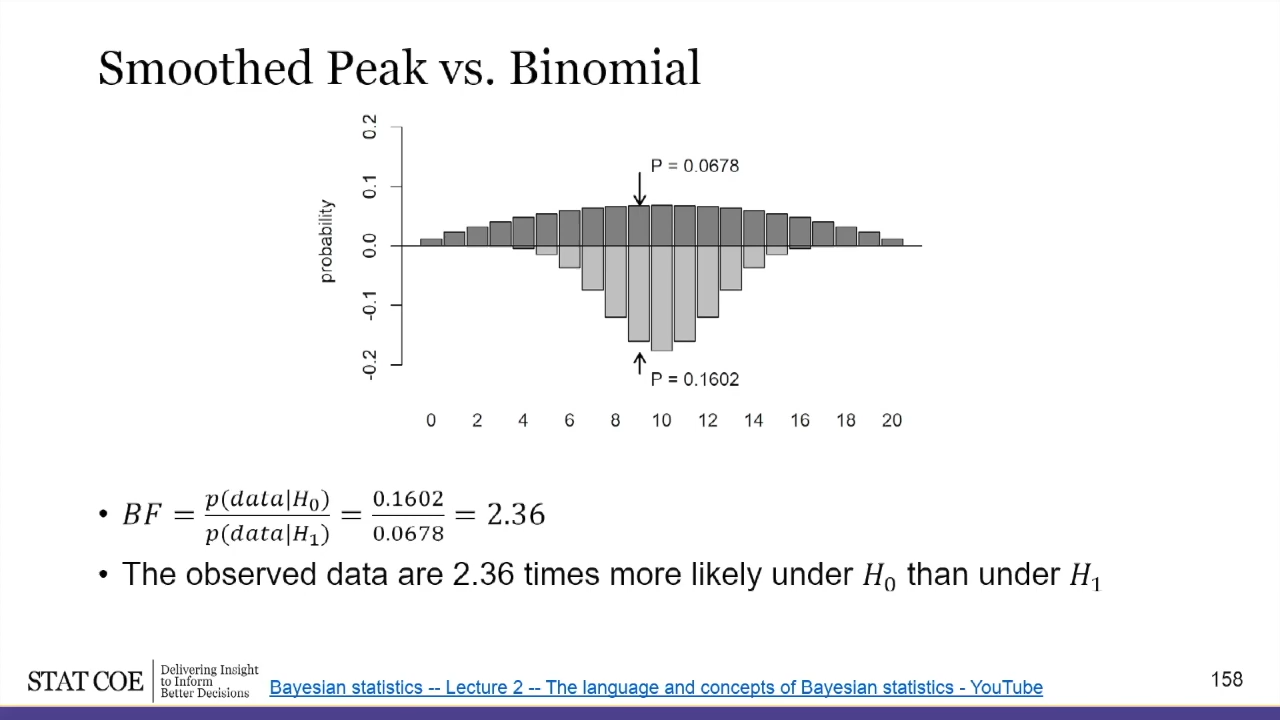 Smoothed Peak vs. Binomial
0.2
P = 0.0678
0.1
0.0
probability
-0.1
-0.2
P = 0.1602
0 2 4 6 8 10 12 14 16 18 20
• BF = p(data|H₀) / p(data|H₁) = 0.1602 / 0.0678 = 2.36
• The observed data are 2.36 times more likely under H₀ than under H₁
STAT COE
Delivering Insight
to Inform
Better Decisions
Bayesian statistics -- Lecture 2 -- The language and concepts of Bayesian statistics - YouTube
158